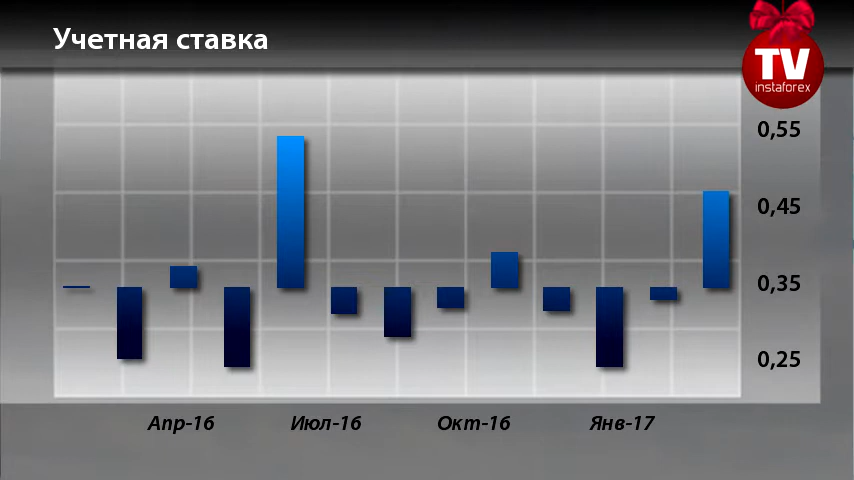 Учетная ставка
TV
instaforex
0,55
0,45
0,35
0,25
Апр-16
Июл-16
Окт-16
Янв-17